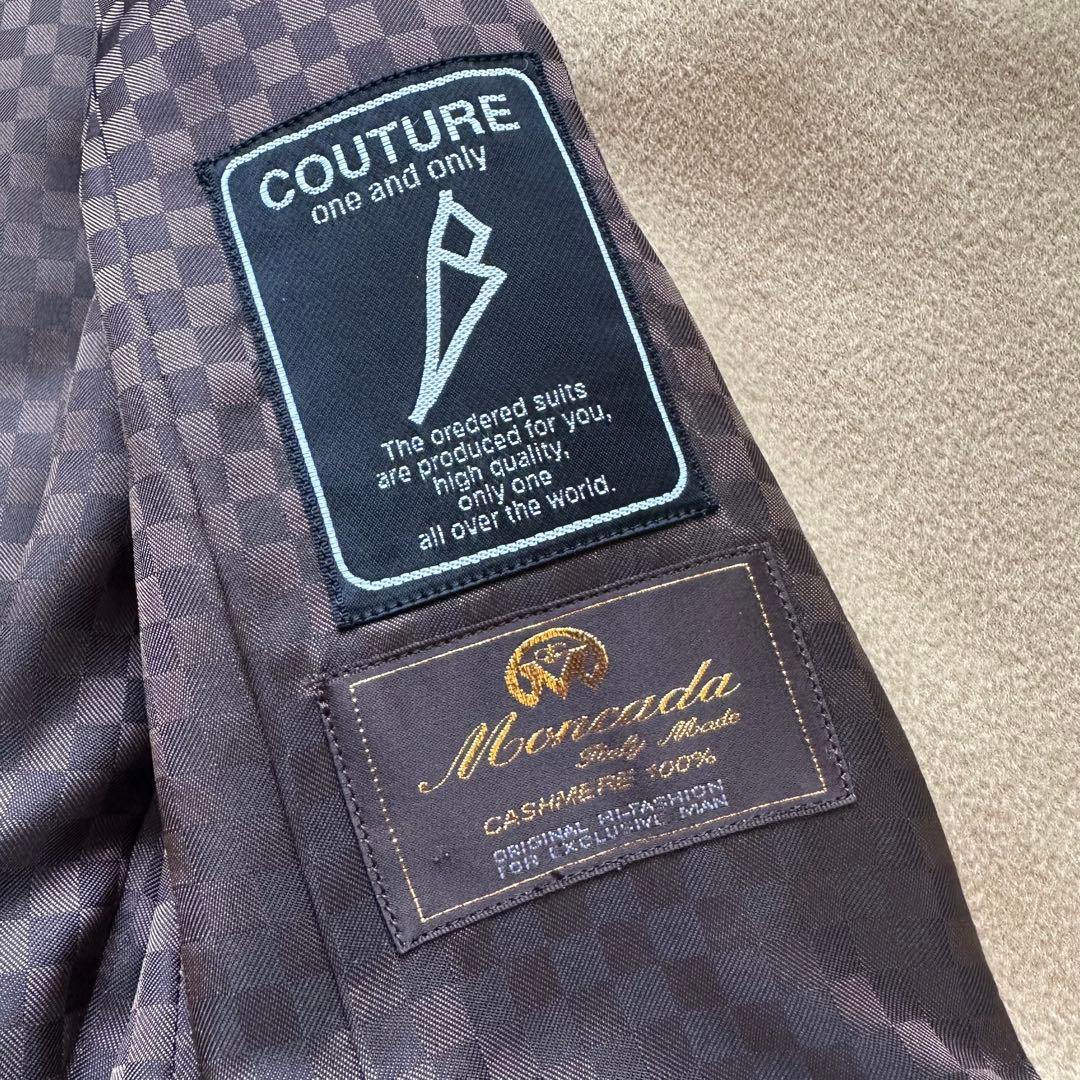 COUTURE
one and only
B
The oredered suits
are produced for you,
high quality,
only one
all over the world.
Moncada
Italy Made
CASHMERE 100%
ORIGINAL HI-FASHION
FOR EXCLUSIVE MAN